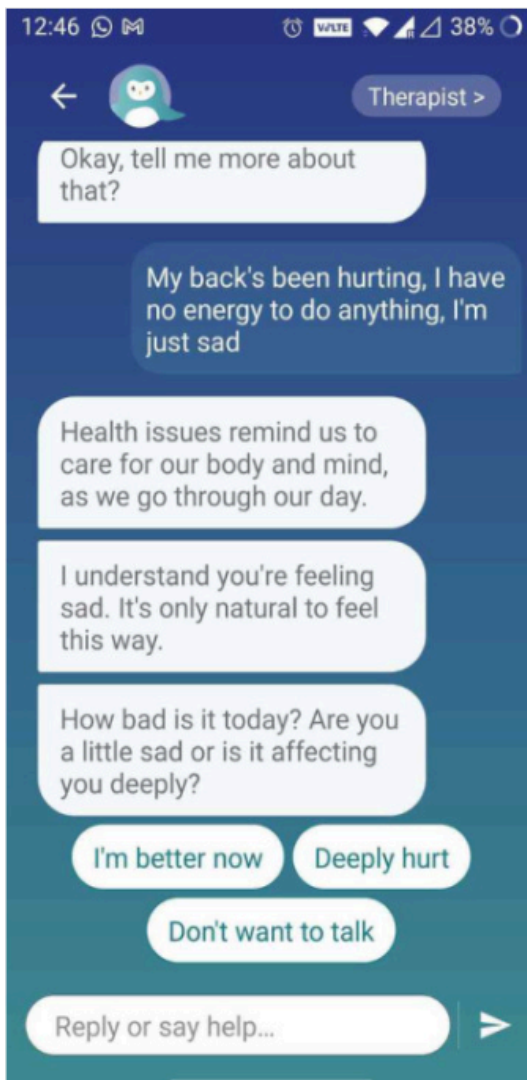 12:46
VoLTE
R
38%
Therapist >
Okay, tell me more about
that?
My back's been hurting, I have
no energy to do anything, I'm
just sad
Health issues remind us to
care for our body and mind,
as we go through our day.
I understand you're feeling
sad. It's only natural to feel
this way.
How bad is it today? Are you
a little sad or is it affecting
you deeply?
I'm better now
Deeply hurt
Don't want to talk
Reply or say help...